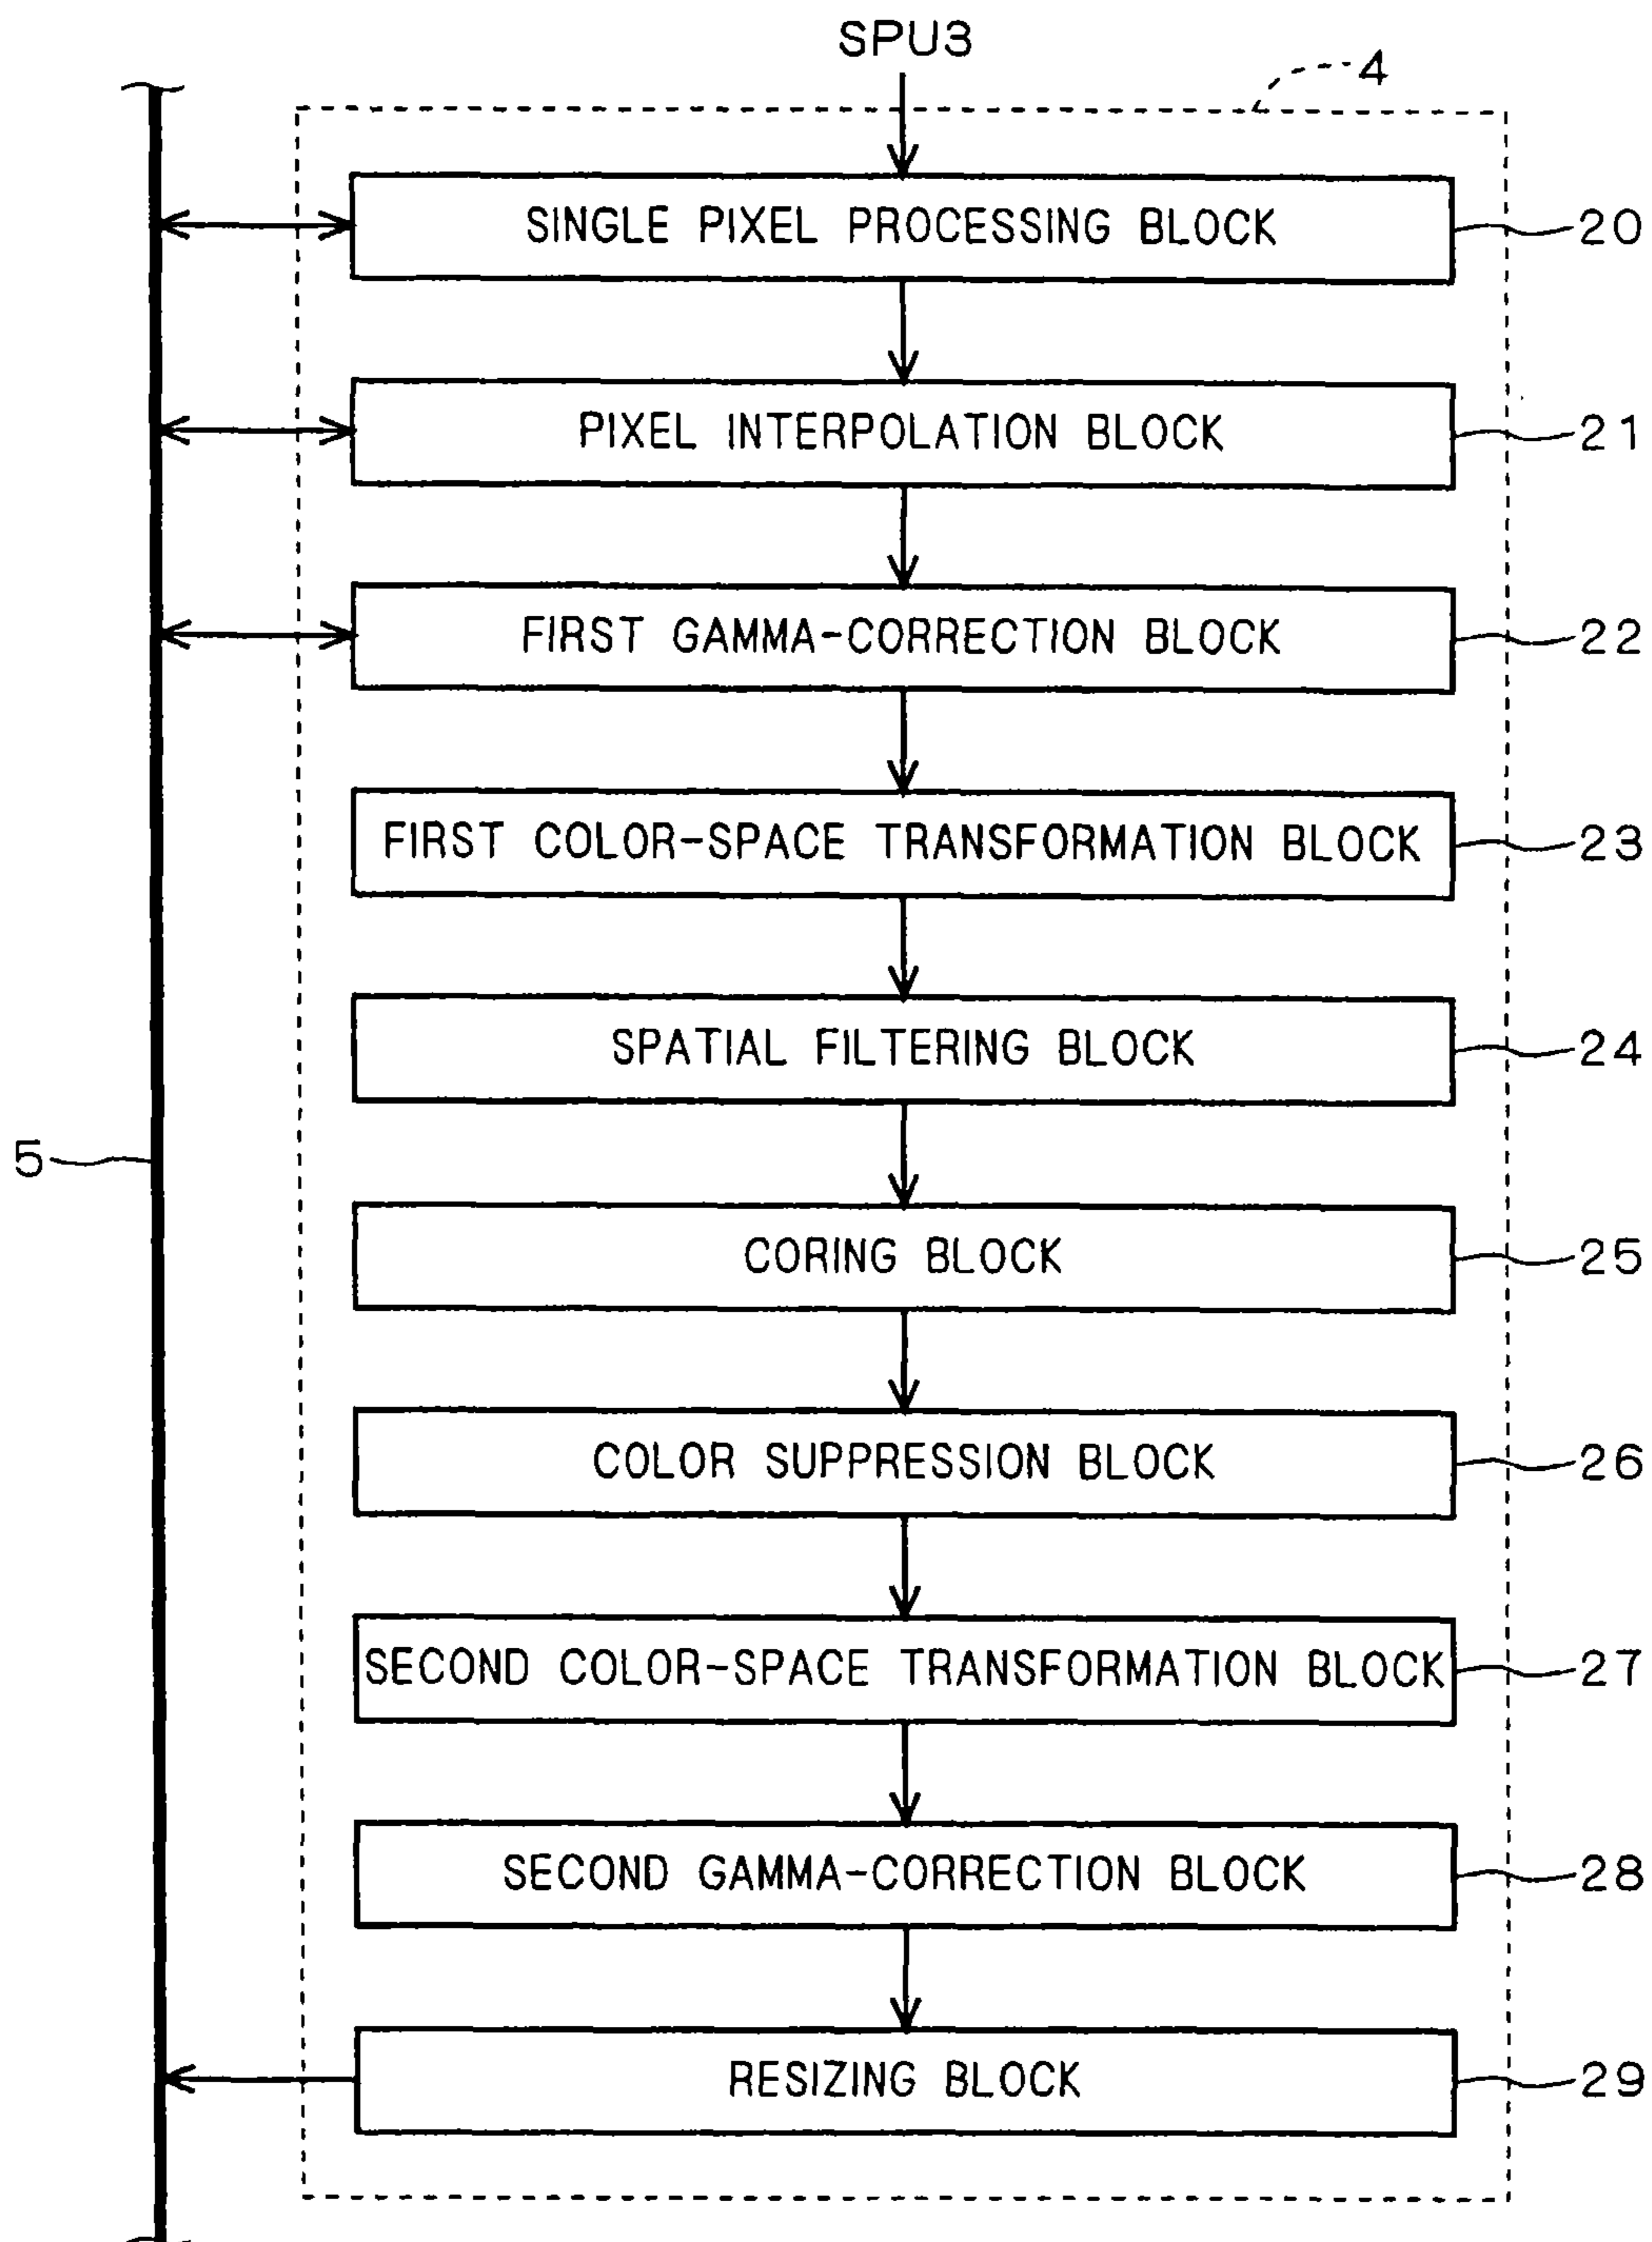 SPU3
4
SINGLE PIXEL PROCESSING BLOCK 20
PIXEL INTERPOLATION BLOCK 21
FIRST GAMMA-CORRECTION BLOCK 22
FIRST COLOR-SPACE TRANSFORMATION BLOCK 23
SPATIAL FILTERING BLOCK 24
5
CORING BLOCK 25
COLOR SUPPRESSION BLOCK 26
SECOND COLOR-SPACE TRANSFORMATION BLOCK 27
SECOND GAMMA-CORRECTION BLOCK 28
RESIZING BLOCK 29